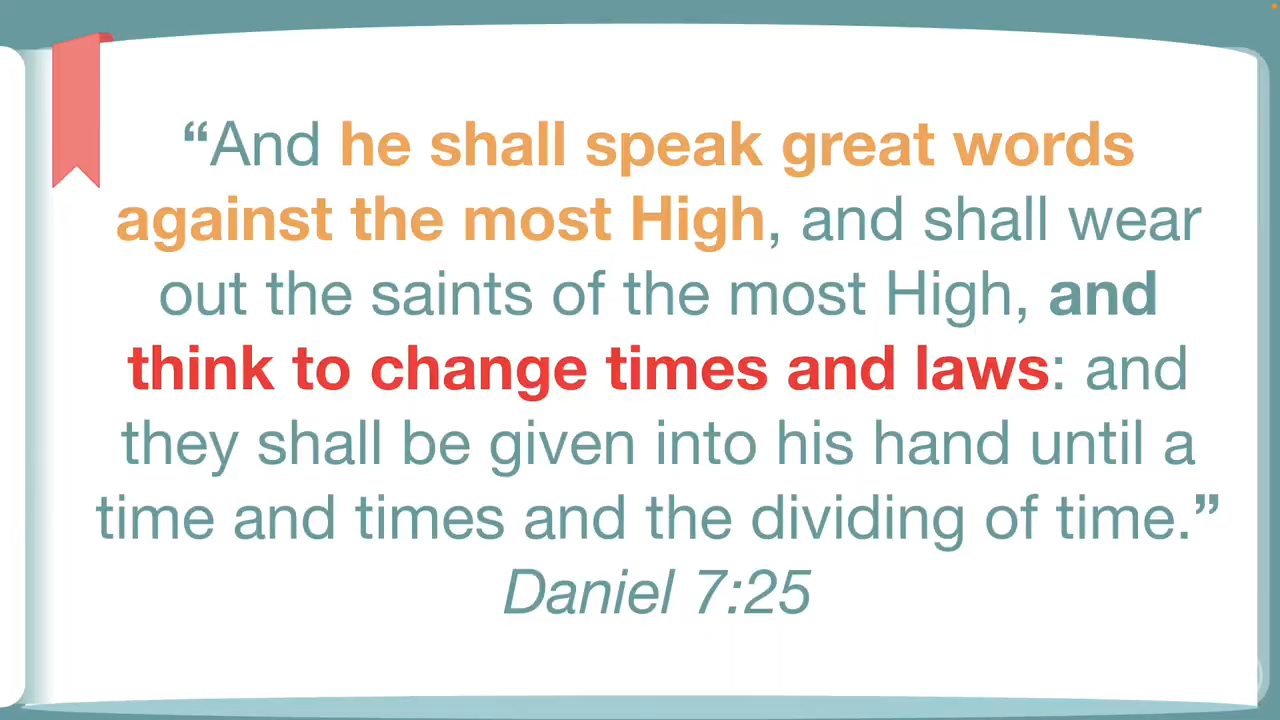 “And he shall speak great words
against the most High, and shall wear
out the saints of the most High, and
think to change times and laws: and
they shall be given into his hand until a
time and times and the dividing of time.”
Daniel 7:25